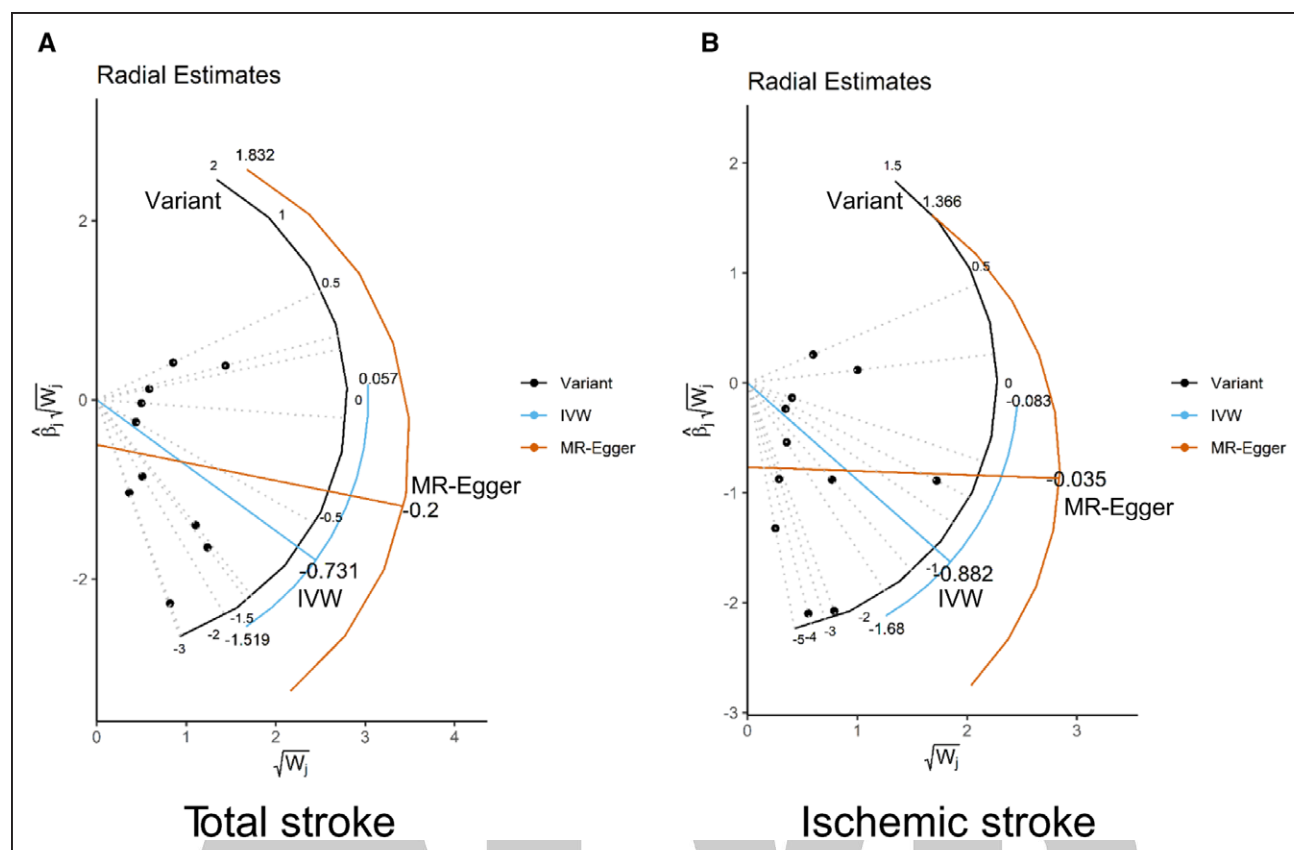 A
Radial Estimates
2
1.832
Variant
1
0.5
0.057
0
-0.5
MR-Egger
-0.2
-0.731
IVW
-1.5
-2
-1.519
-3
2
0
-2
β̂j√Wj
0
1
2
3
4
√Wj
Variant
IVW
MR-Egger
Total stroke
B
Radial Estimates
1.5
Variant
1.366
0.5
0
-0.083
-0.035
MR-Egger
-1
-0.882
IVW
-2
-1.68
-3
-4
-5
2
1
0
-1
-2
-3
β̂j√Wj
0
1
2
3
√Wj
Variant
IVW
MR-Egger
Ischemic stroke